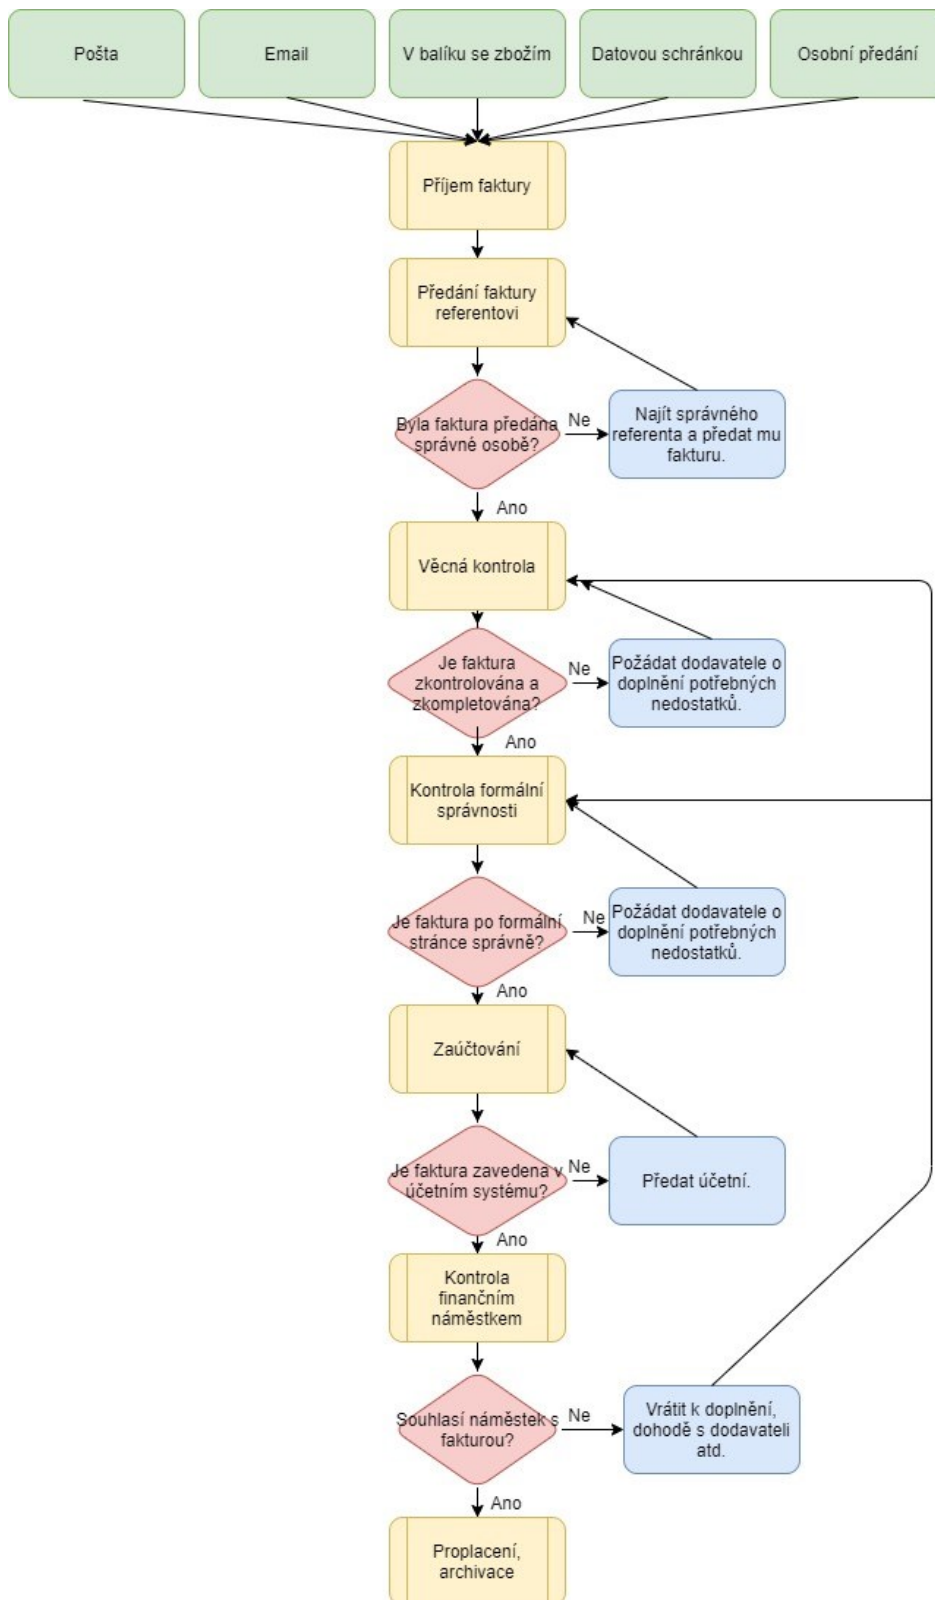 Pošta
Email
V balíku se zbožím
Datovou schránkou
Osobní předání
Příjem faktury
Předání faktury
referentovi
Byla faktura předána
správné osobě?
Ne
Najít správného
referenta a předat mu
fakturu.
Ano
Věcná kontrola
Je faktura
zkontrolována a
zkompletována?
Ne
Požádat dodavatele o
doplnění potřebných
nedostatků.
Ano
Kontrola formální
správnosti
Je faktura po formální
stránce správně?
Ne
Požádat dodavatele o
doplnění potřebných
nedostatků.
Ano
Zaúčtování
Je faktura zavedena v
účetním systému?
Ne
Předat účetní.
Ano
Kontrola
finančním
náměstkem
Souhlasí náměstek s
fakturou?
Ne
Vrátit k doplnění,
dohodě s dodavateli
atd.
Ano
Proplacení,
archivace